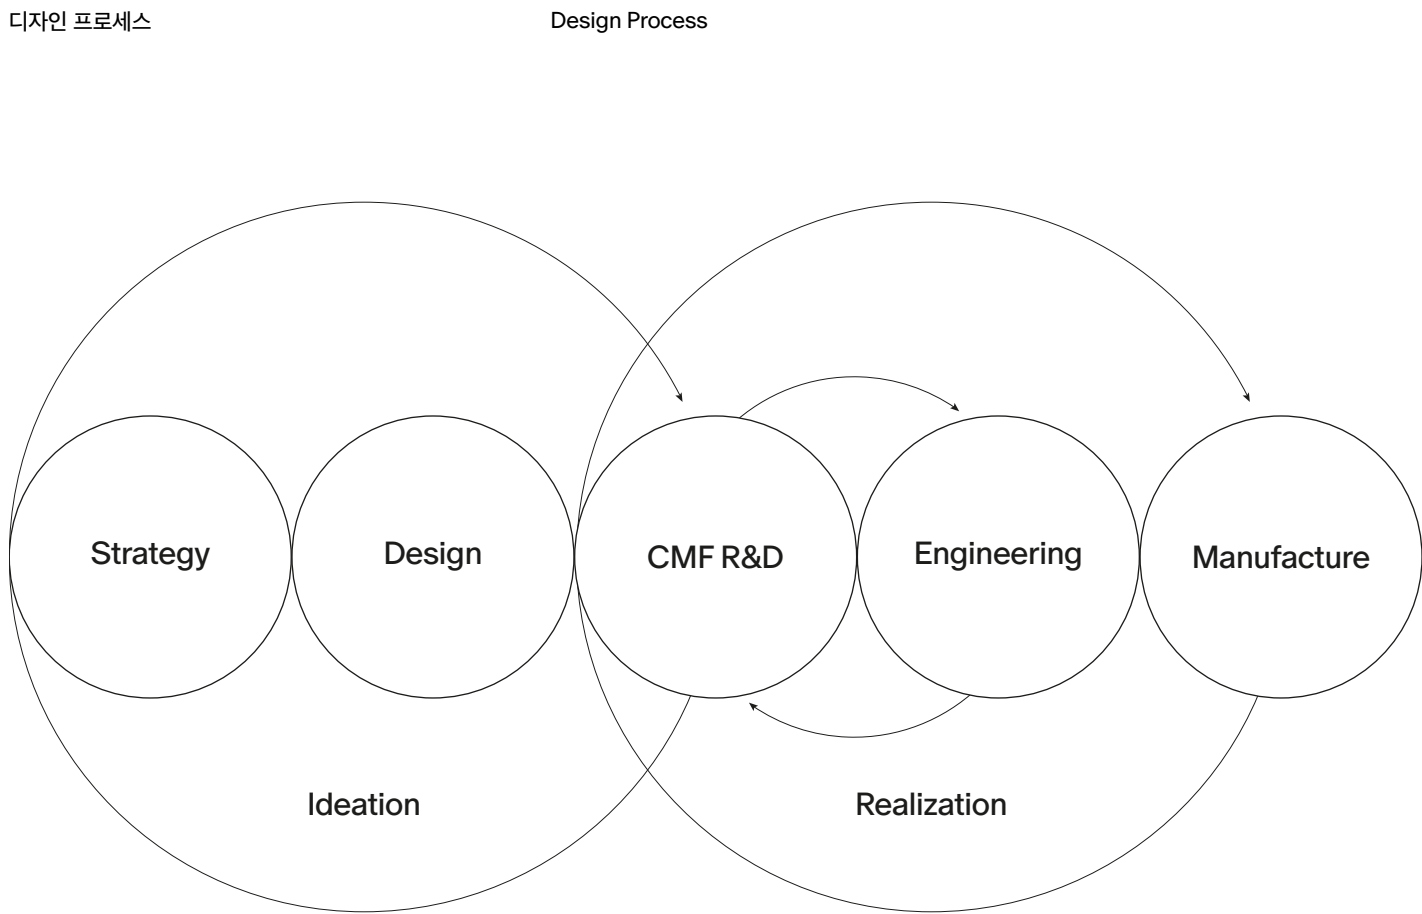 디자인 프로세스
Design Process
Strategy
Design
CMF R&D
Engineering
Manufacture
Ideation
Realization